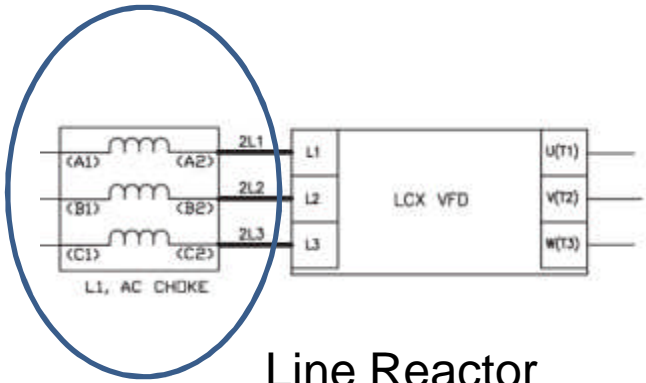 (A1) (A2) 2L1 L1 U(T1)
(B1) (B2) 2L2 L2 LCX VFD V(T2)
(C1) (C2) 2L3 L3 W(T3)
L1, AC CHOKE
Line Reactor